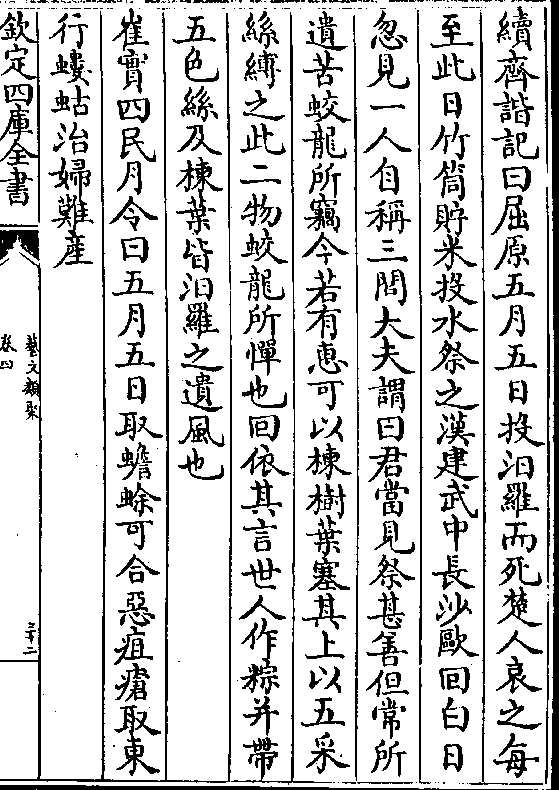 續齊諧記曰屈原五月五日投汨羅而死楚人哀之每
至此日竹筒貯米投水祭之漢建武中長沙歐回白日
忽見一人自稱三閭大夫謂曰君當見祭甚善但常所
遺苦蛟龍所竊今若有惠可以楝樹葉塞其上以五采
絲縛之此二物蛟龍所憚也回依其言世人作粽并帶
五色絲及楝葉皆汨羅之遺風也
崔寔四民月令曰五月五日取蟾蜍可合惡疽瘡取東
行螻蛄治婦難産
欽定四庫全書
藝文類聚
卷四
三十二